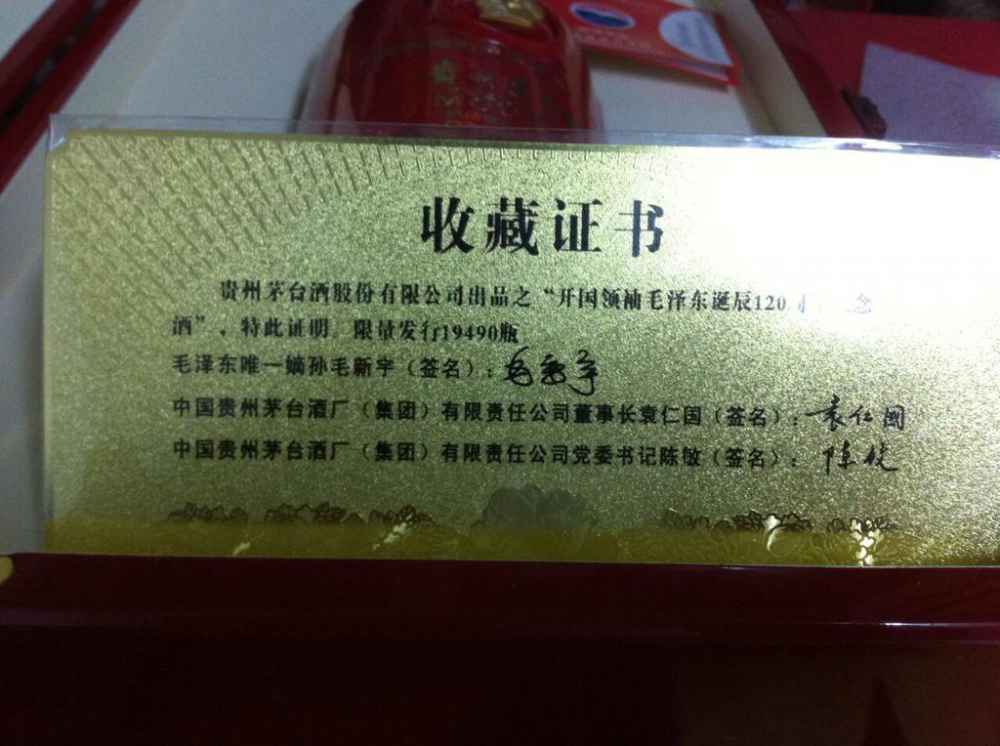 收藏证书
贵州茅台酒股份有限公司出品之“开国领袖毛泽东诞辰120 念
酒”,特此证明。限量发行19490瓶
毛泽东唯一嫡孙毛新宇(签名):毛新宇
中国贵州茅台酒厂(集团)有限责任公司董事长袁仁国(签名):袁仁国
中国贵州茅台酒厂(集团)有限责任公司党委书记陈敏(签名):陈敏